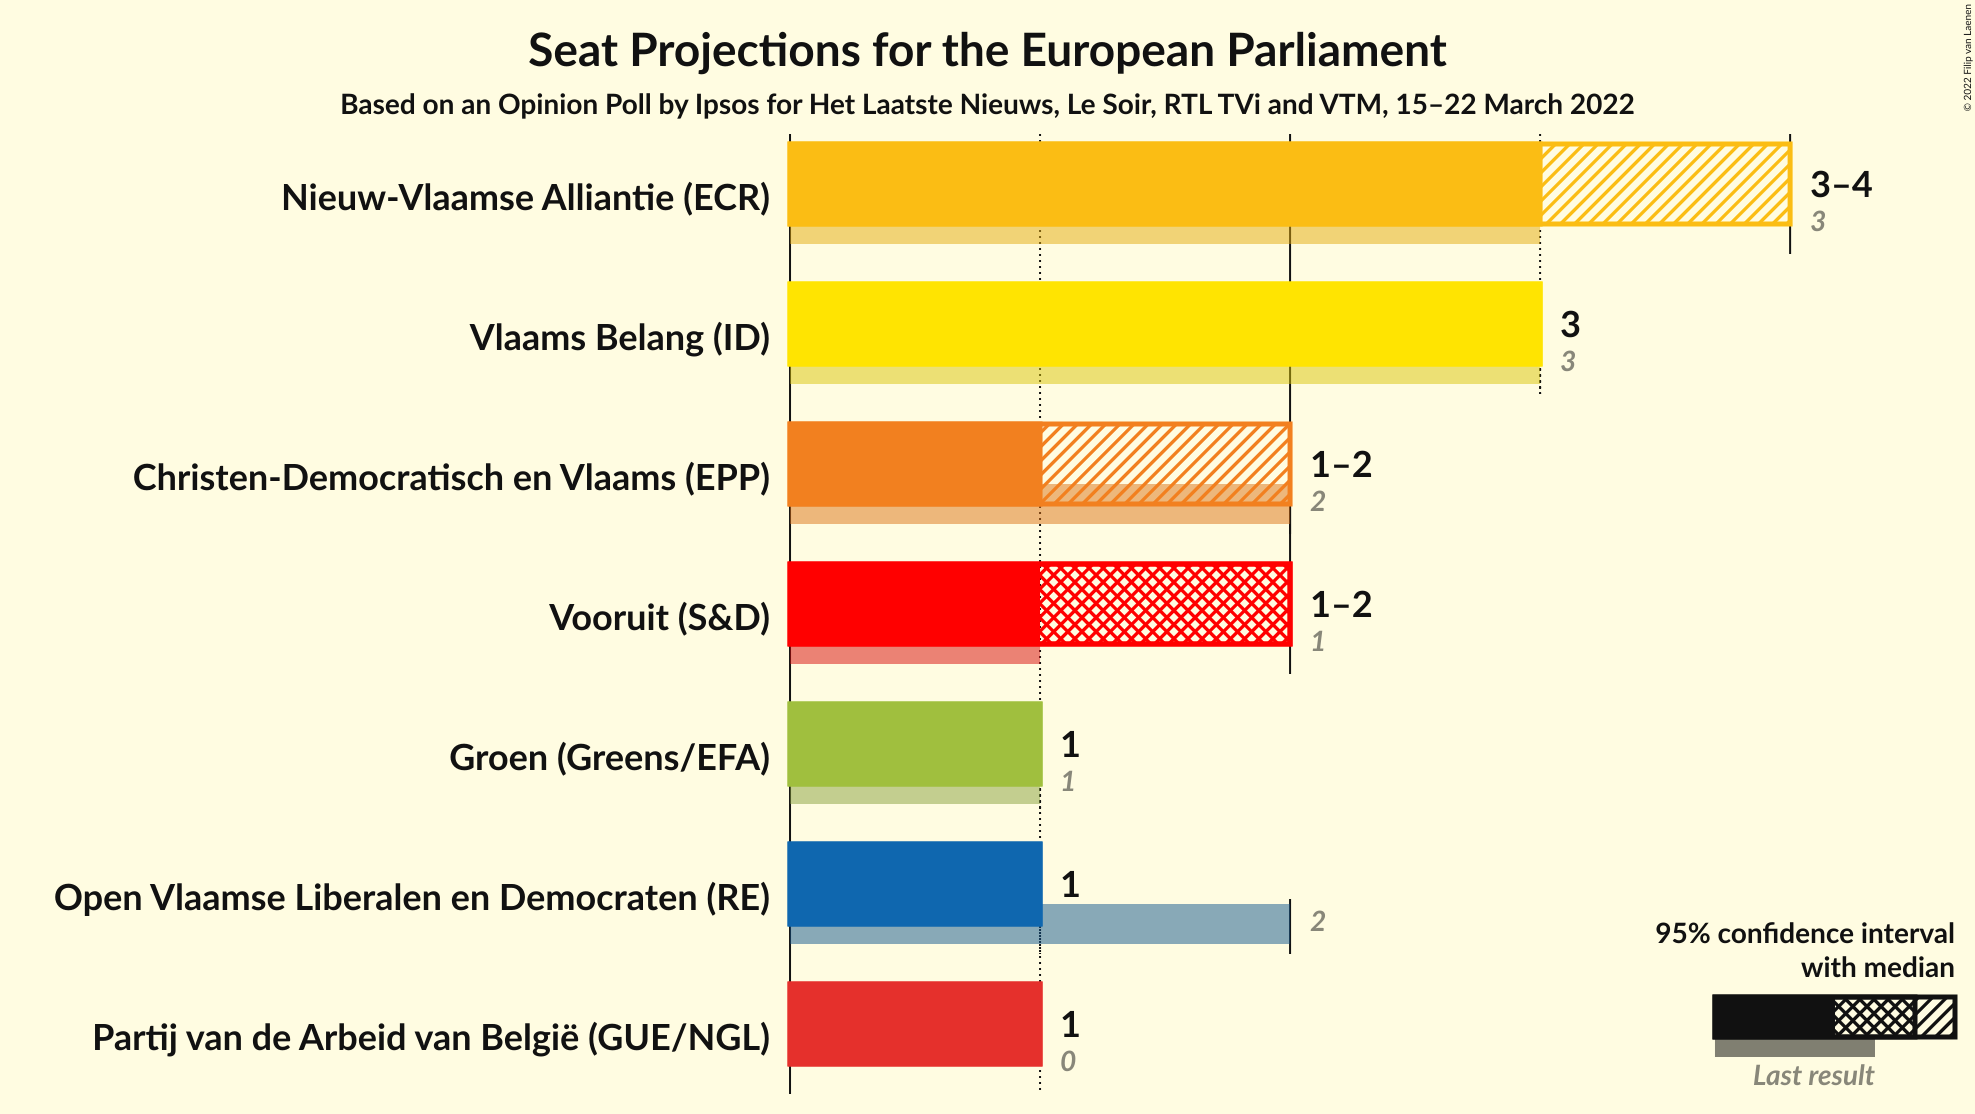 Seat Projections for the European Parliament
Based on an Opinion Poll by Ipsos for Het Laatste Nieuws, Le Soir, RTL TVi and VTM, 15–22 March 2022
© 2022 Filip van Laenen
Nieuw-Vlaamse Alliantie (ECR)
3–4
3
Vlaams Belang (ID)
3
3
Christen-Democratisch en Vlaams (EPP)
1–2
2
Vooruit (S&D)
1–2
1
Groen (Greens/EFA)
1
1
Open Vlaamse Liberalen en Democraten (RE)
1
2
Partij van de Arbeid van België (GUE/NGL)
1
0
95% confidence interval
with median
Last result